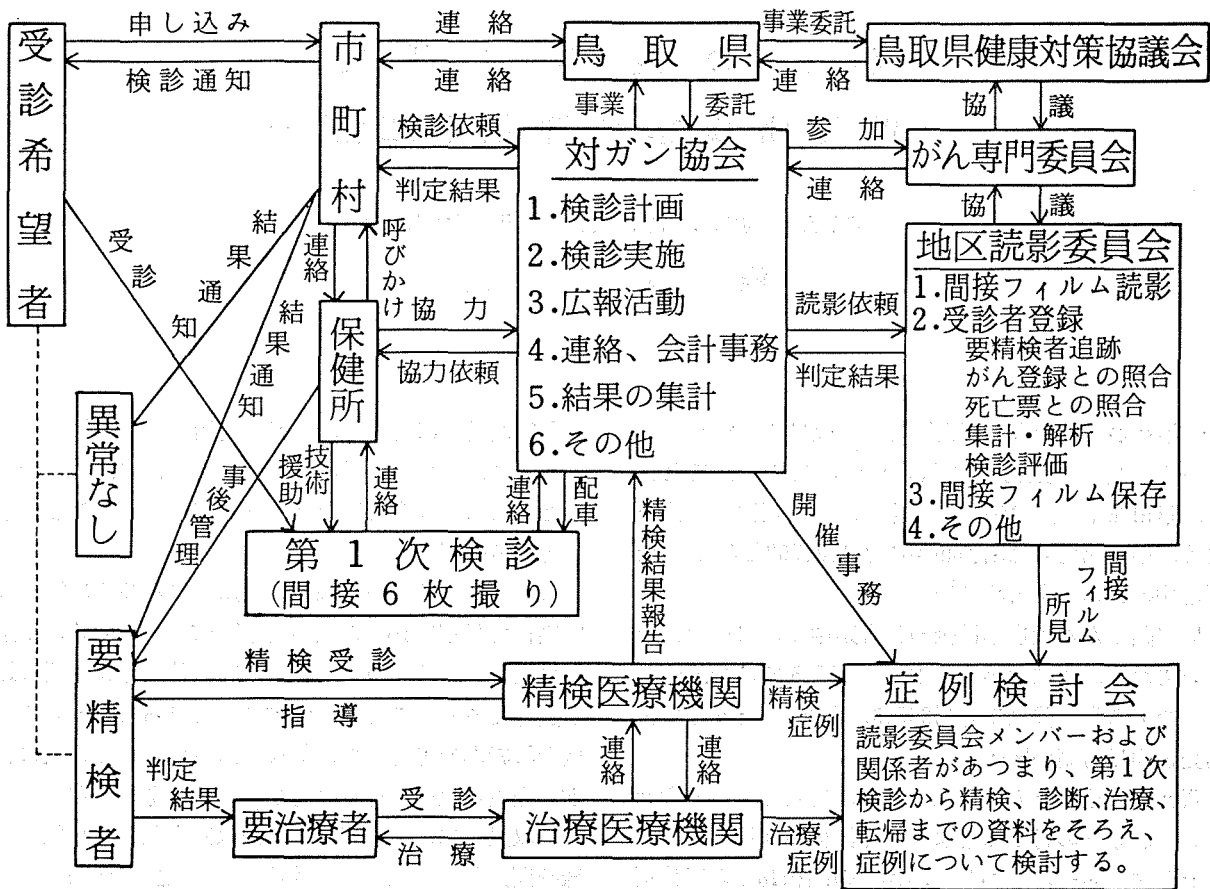 受診希望者
申し込み
検診通知
市町村
連絡
連絡
鳥取県
事業委託
連絡
鳥取県健康対策協議会
事業
委託
協
議
検診依頼
判定結果
対ガン協会
1.検診計画
2.検診実施
3.広報活動
4.連絡、会計事務
5.結果の集計
6.その他
参加
連絡
がん専門委員会
協
議
地区読影委員会
1.間接フィルム読影
2.受診者登録
要精検者追跡
がん登録との照合
死亡票との照合
集計・解析
検診評価
3.間接フィルム保存
4.その他
受診
結果通知
結果通知
連絡
呼びかけ
保健所
協力
協力依頼
読影依頼
判定結果
異常なし
事後管理
技術
援助
連絡
連絡
配車
第1次検診
(間接6枚撮り)
精検結果報告
開催事務
間接
フィルム
所見
要精検者
精検受診
指導
精検医療機関
精検
症例
症例検討会
読影委員会メンバーおよび
関係者があつまり、第1次
検診から精検、診断、治療、
転帰までの資料をそろえ、
症例について検討する。
連絡
連絡
判定
結果
要治療者
受診
治療
治療医療機関
治療
症例